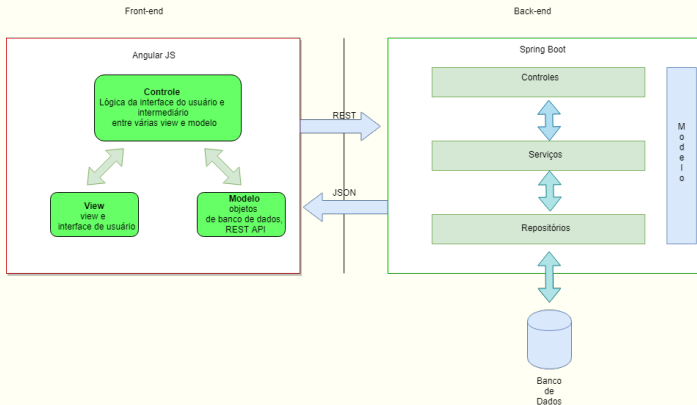 Front-end
Back-end
Angular JS
Controle
Lógica da interface do usuário e
intermediário
entre várias view e modelo
View
view e
interface de usuário
Modelo
objetos
de banco de dados,
REST API
REST
JSON
Spring Boot
Controles
Serviços
Repositórios
Modelo
Banco
de
Dados